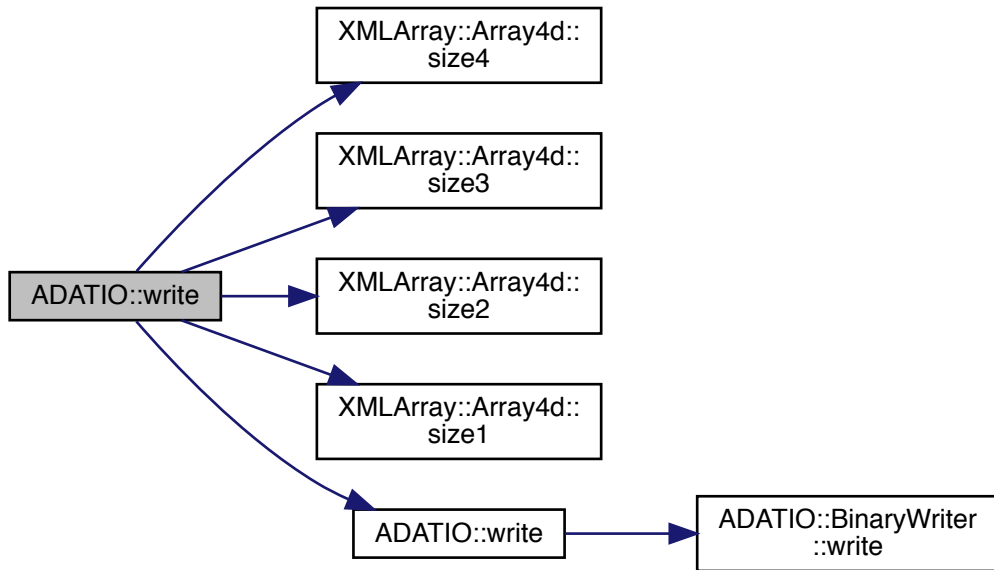 XMLArray::Array4d::
size4
XMLArray::Array4d::
size3
ADATIO::write
XMLArray::Array4d::
size2
XMLArray::Array4d::
size1
ADATIO::write
ADATIO::BinaryWriter
::write